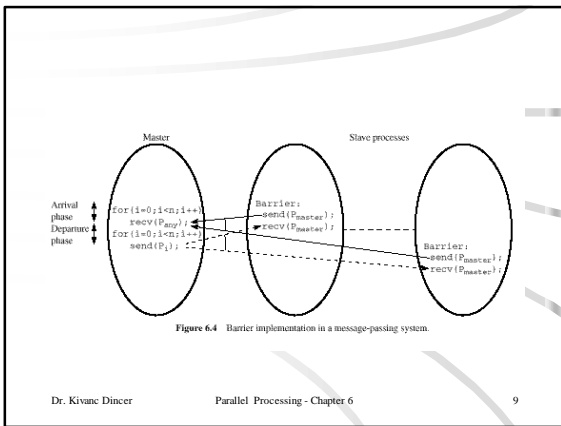 Master
Slave processes
Arrival
phase
Departure
phase
for(i=0;i<n;i++)
recv(Pany);
for(i=0;i<n;i++)
send(Pi);
Barrier:
send(Pmaster);
recv(Pmaster);
Barrier:
send(Pmaster);
recv(Pmaster);
Figure 6.4 Barrier implementation in a message-passing system.
Dr. Kivanc Dincer
Parallel Processing - Chapter 6
9